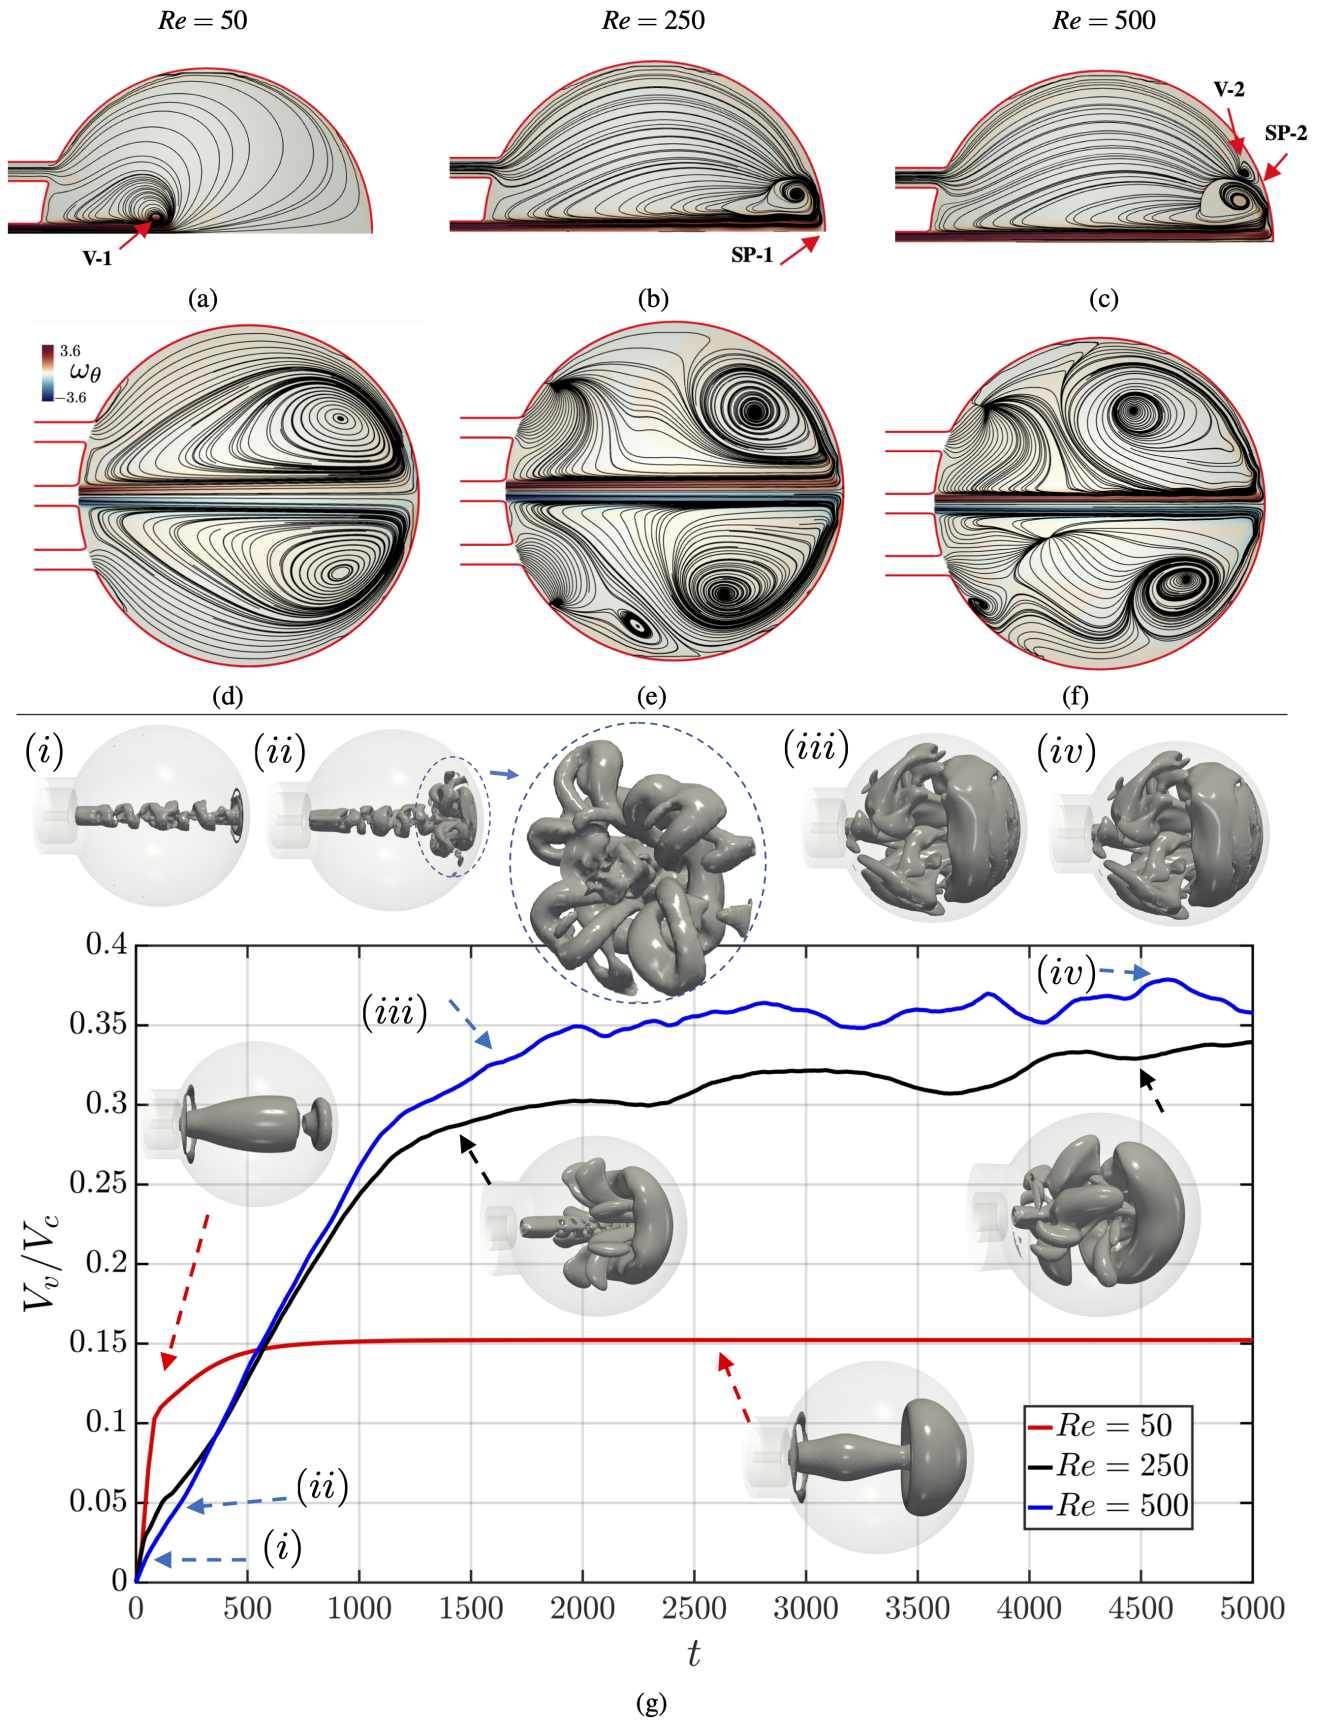 Re = 50 Re = 250 Re = 500
V-2
SP-2
V-1 SP-1
(a) (b) (c)
3.6
ω_θ
−3.6
(d) (e) (f)
(i) (ii) (iii) (iv)
0.4
(iv)
(iii)
0.35
0.3
0.25
V_v/V_c
0.2
0.15
0.1
Re = 50
Re = 250
(ii)
Re = 500
0.05
(i)
0
0 500 1000 1500 2000 2500 3000 3500 4000 4500 5000
t
(g)